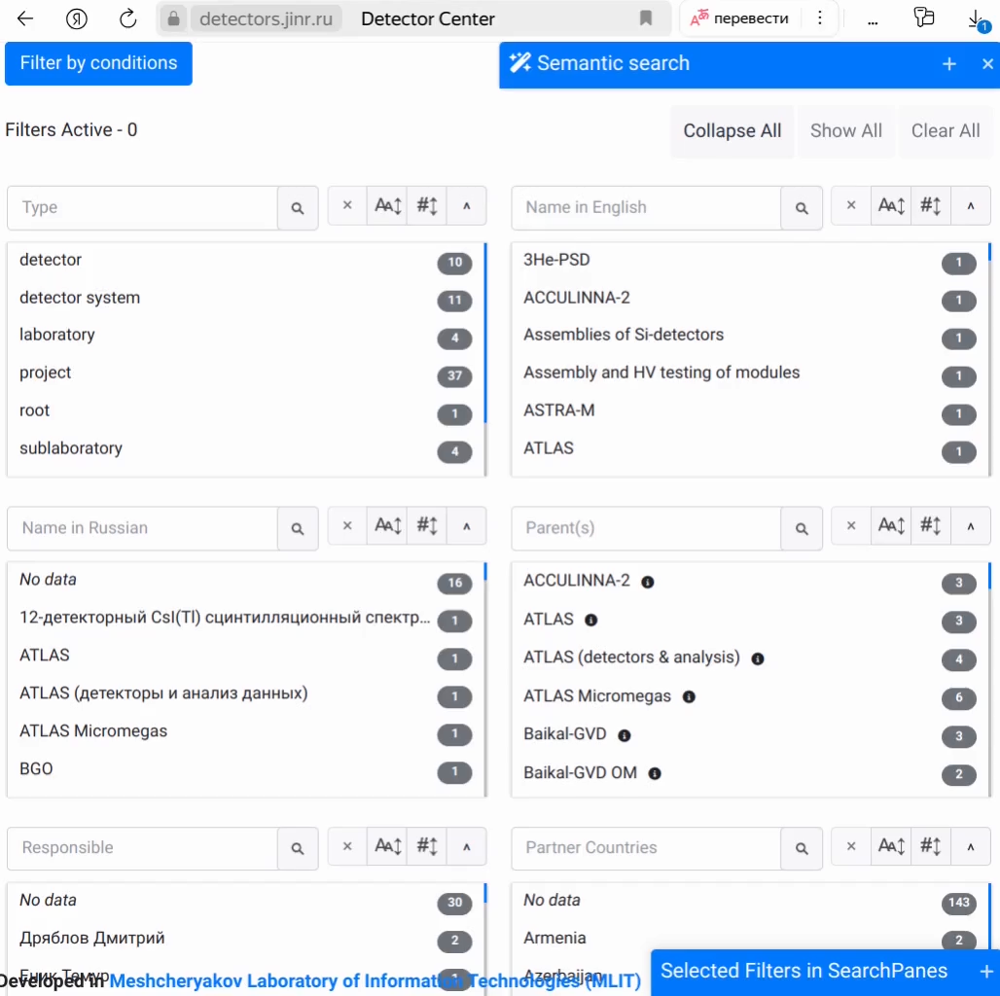 detectors.jinr.ru Detector Center перевести
1
Filter by conditions
Semantic search
Filters Active - 0
Collapse All Show All Clear All
Type
Name in English
detector 10
detector system 11
laboratory 4
project 37
root 1
sublaboratory 4
3He-PSD 1
ACCULINNA-2 1
Assemblies of Si-detectors 1
Assembly and HV testing of modules 1
ASTRA-M 1
ATLAS 1
Name in Russian
Parent(s)
No data 16
12-детекторный CsI(Tl) сцинтилляционный спектр... 1
ATLAS 1
ATLAS (детекторы и анализ данных) 1
ATLAS Micromegas 1
BGO 1
ACCULINNA-2 3
ATLAS 3
ATLAS (detectors & analysis) 4
ATLAS Micromegas 6
Baikal-GVD 3
Baikal-GVD OM 2
Responsible
Partner Countries
No data 30
Дряблов Дмитрий 2
Еник Темур 1
No data 143
Armenia 2
Azerbaijan
Developed in Meshcheryakov Laboratory of Information Technologies (MLIT)
Selected Filters in SearchPanes